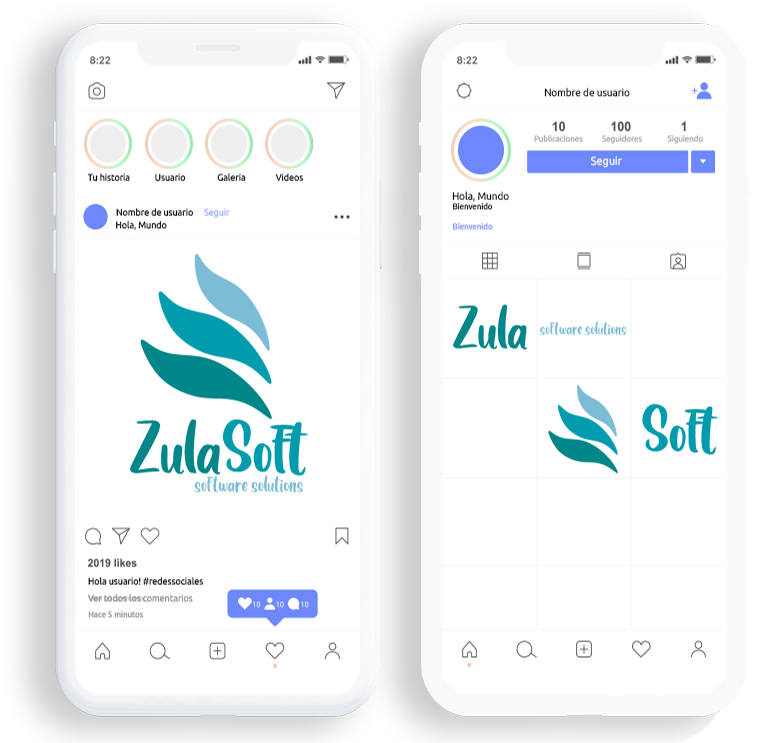 8:22
Tu historia
Usuario
Galeria
Videos
Nombre de usuario Seguir
Hola, Mundo
ZulaSoft
software solutions
2019 likes
Hola usuario! #redessociales
Ver todos los comentarios
Hace 5 minutos
10 10 10
8:22
Nombre de usuario
+
10 100 1
Publicaciones Seguidores Siguiendo
Seguir
Hola, Mundo
Bienvenido
Bienvenido
Zula
software solutions
Soft